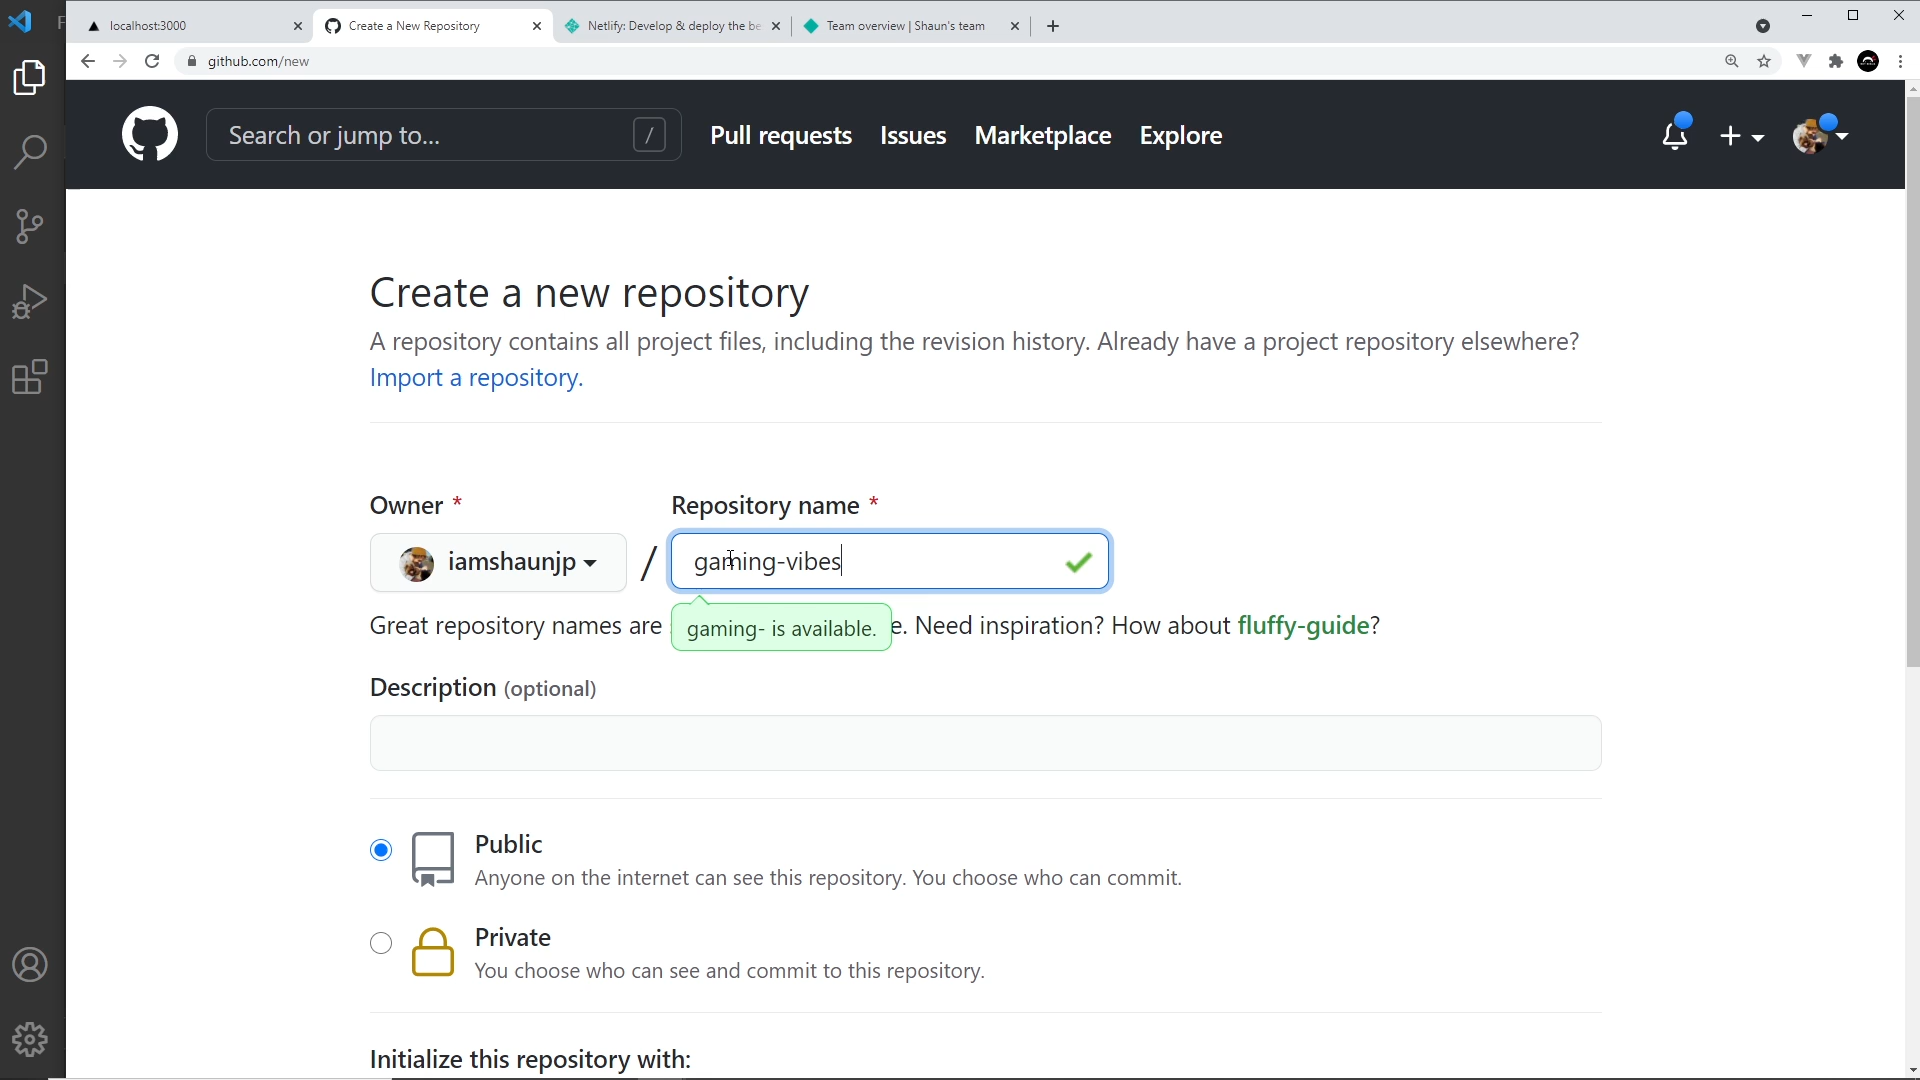 F
localhost:3000
Create a New Repository
Netlify: Develop & deploy the be
Team overview | Shaun's team
github.com/new
Search or jump to...
/
Pull requests
Issues
Marketplace
Explore
Create a new repository
A repository contains all project files, including the revision history. Already have a project repository elsewhere?
Import a repository.
Owner *
Repository name *
iamshaunjp
/
gaming-vibes
Great repository names are
gaming- is available.
e. Need inspiration? How about fluffy-guide?
Description (optional)
Public
Anyone on the internet can see this repository. You choose who can commit.
Private
You choose who can see and commit to this repository.
Initialize this repository with: